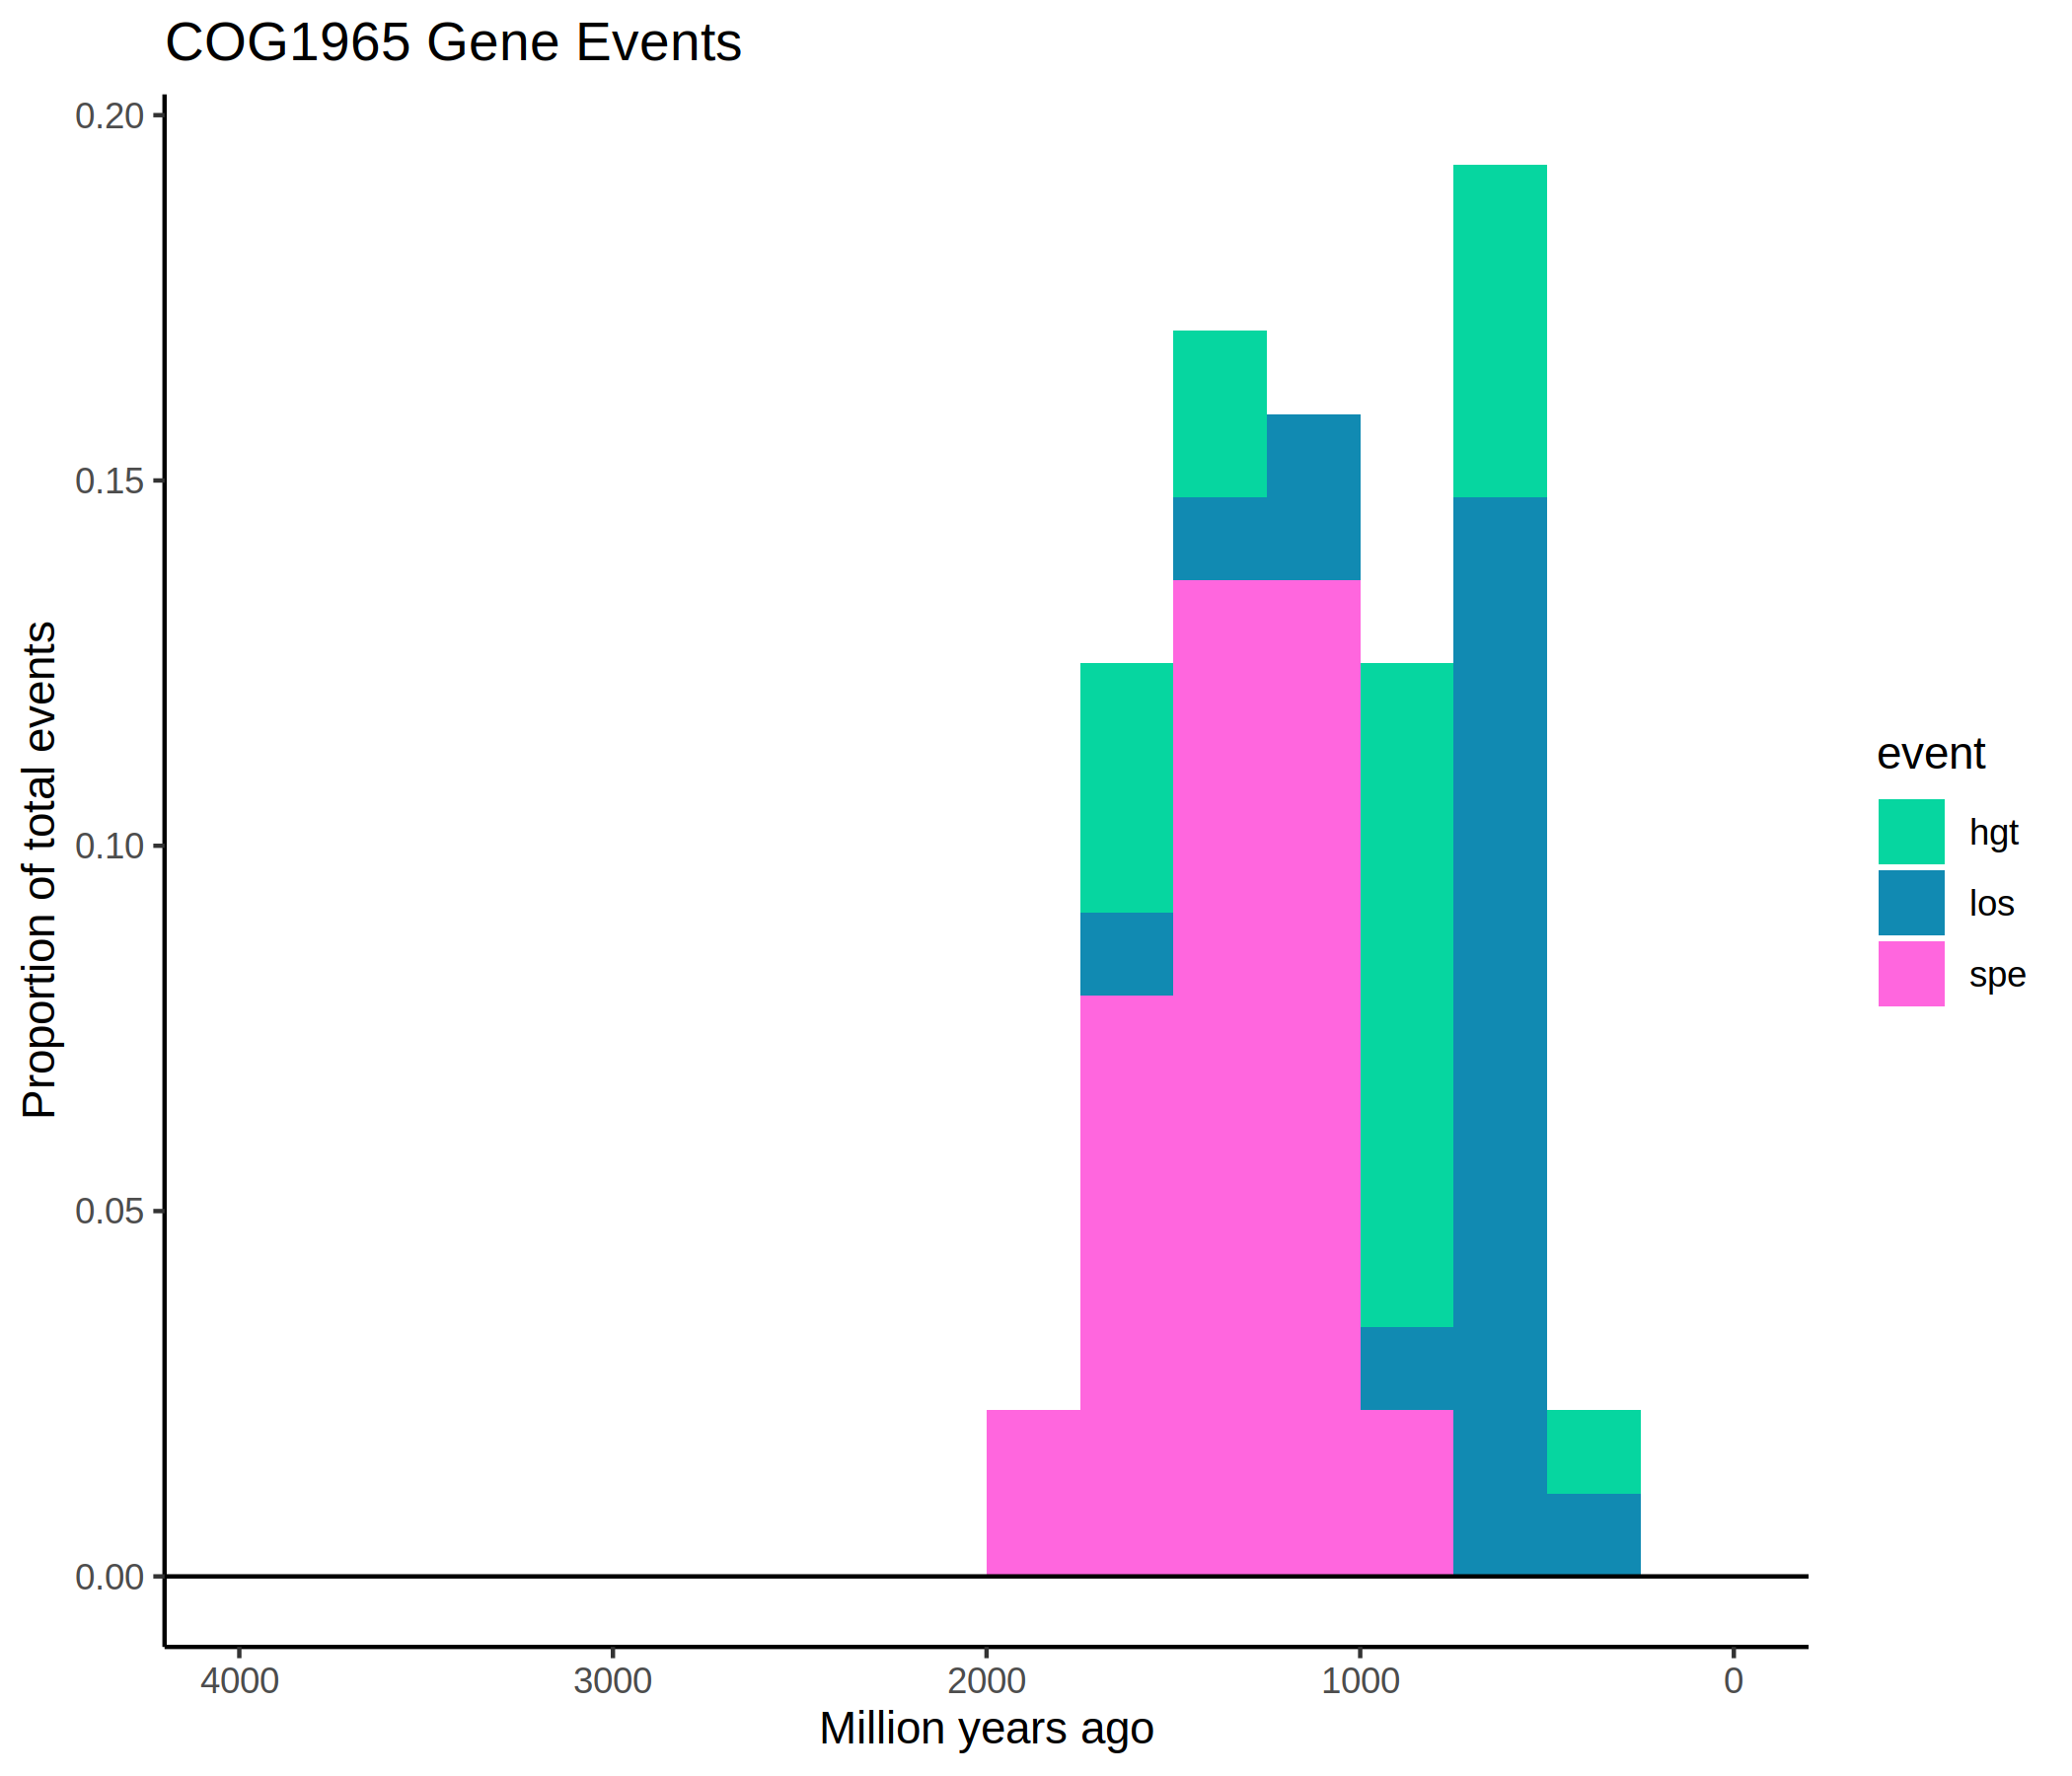 COG1965 Gene Events
0.20
0.15
0.10
0.05
0.00
Proportion of total events
4000 3000 2000 1000 0
Million years ago
event
hgt
los
spe